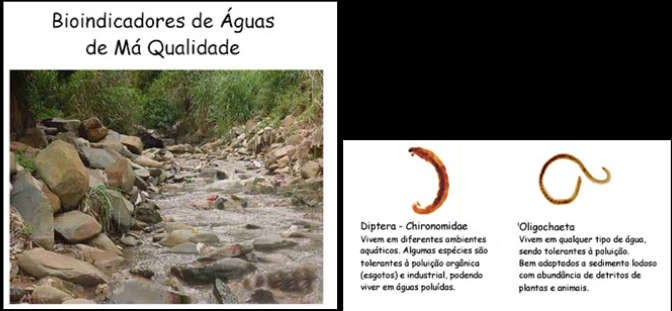 Bioindicadores de Águas
de Má Qualidade
Diptera - Chironomidae
Vivem em diferentes ambientes
aquáticos. Algumas espécies são
tolerantes à poluição orgânica
(esgotos) e industrial, podendo
viver em águas poluídas.
'Oligochaeta
Vivem em qualquer tipo de água,
sendo tolerantes à poluição.
Bem adaptados a sedimento lodoso
com abundância de detritos de
plantas e animais.